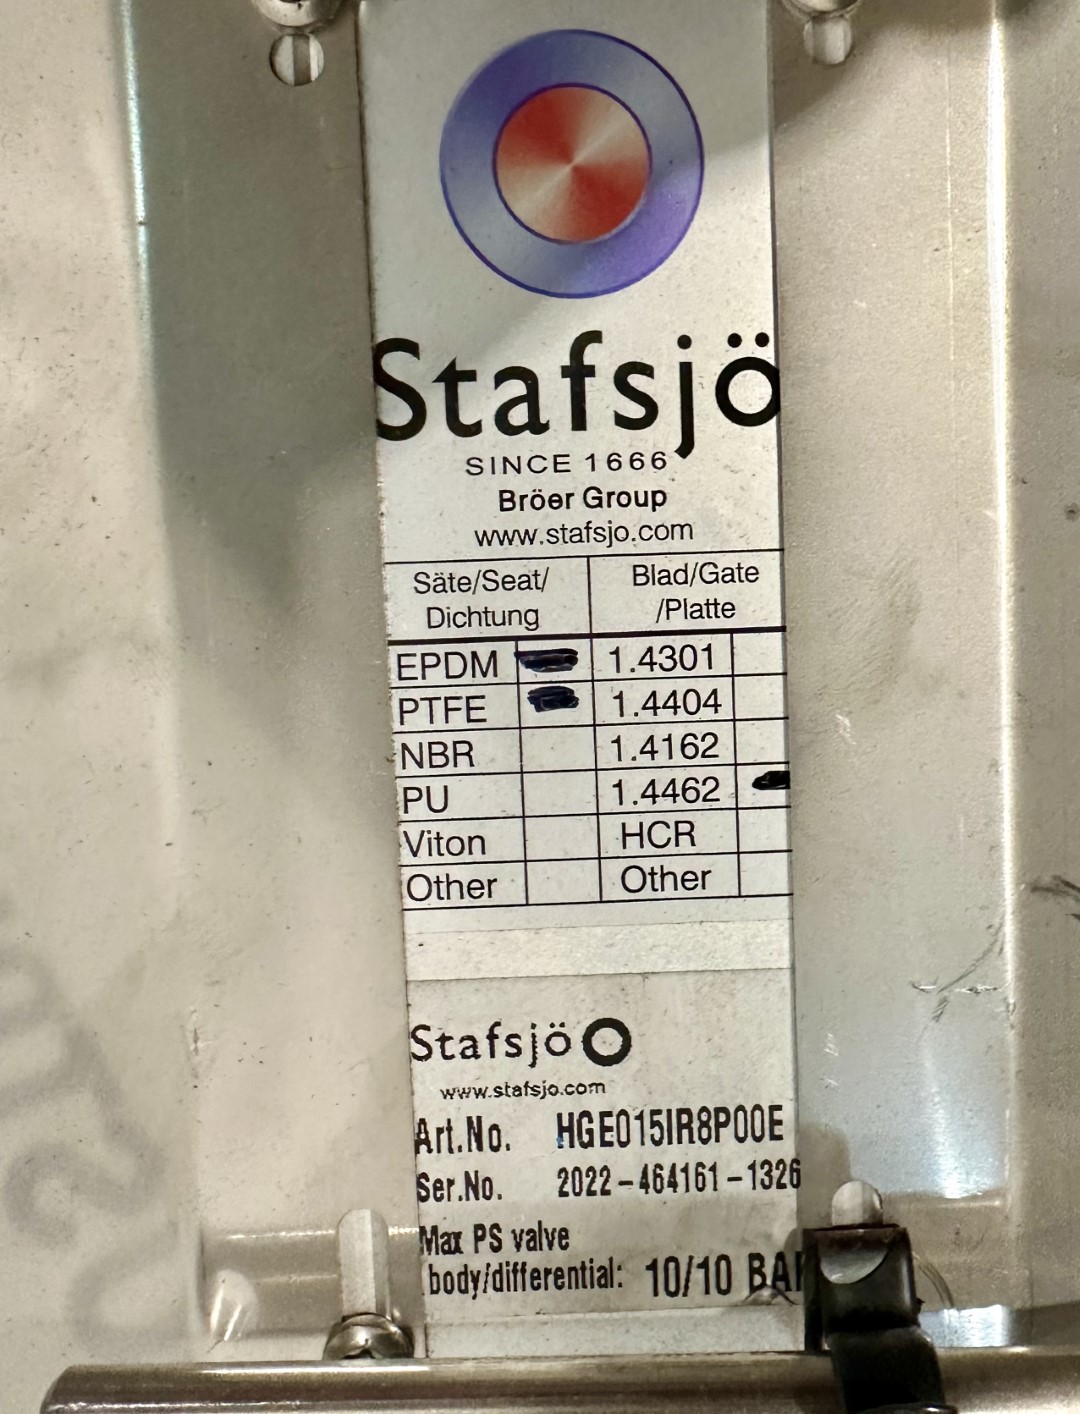 Stafsjö
SINCE 1666
Bröer Group
www.stafsjo.com
Säte/Seat/ Blad/Gate
Dichtung /Platte
EPDM 1.4301
PTFE 1.4404
NBR 1.4162
PU 1.4462
Viton HCR
Other Other
Stafsjö
www.stafsjo.com
Art.No. HGE015IR8P00E
Ser.No. 2022-464161-1326
Max PS valve
body/differential: 10/10 BAR